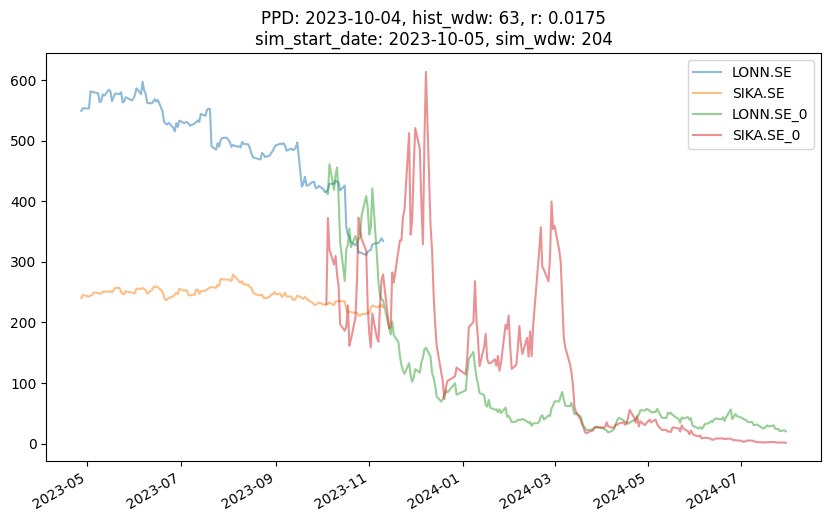 PPD: 2023-10-04, hist_wdw: 63, r: 0.0175
sim_start_date: 2023-10-05, sim_wdw: 204
LONN.SE
SIKA.SE
LONN.SE_0
SIKA.SE_0
600
500
400
300
200
100
0
2023-05
2023-07
2023-09
2023-11
2024-01
2024-03
2024-05
2024-07